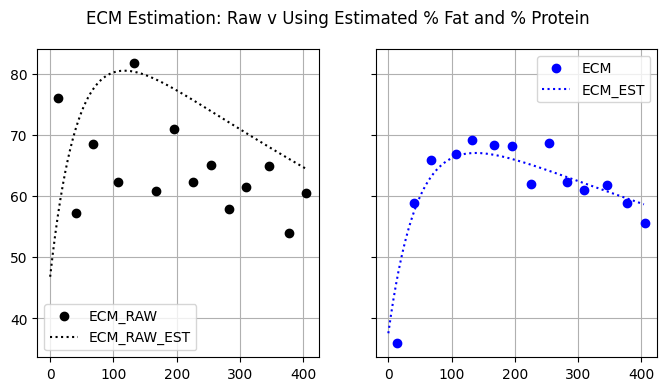 ECM Estimation: Raw v Using Estimated % Fat and % Protein
80
70
60
50
40
ECM_RAW
ECM_RAW_EST
0 100 200 300 400
ECM
ECM_EST
0 100 200 300 400